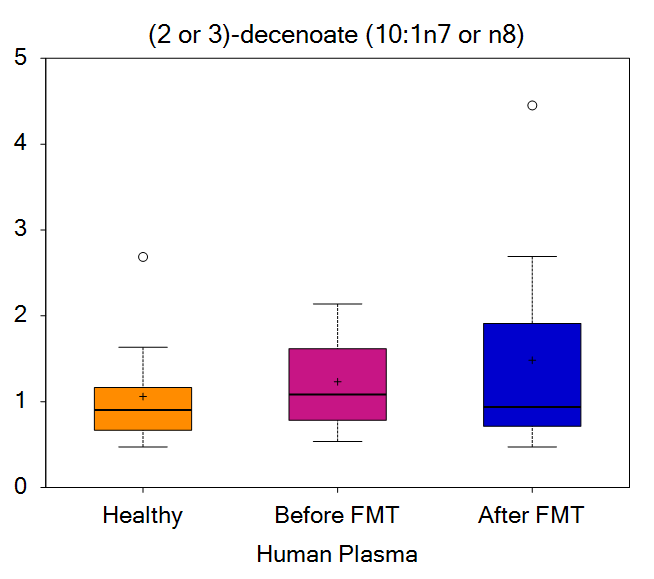 (2 or 3)-decenoate (10:1n7 or n8)
5
4
3
2
1
0
Healthy
Before FMT
After FMT
Human Plasma